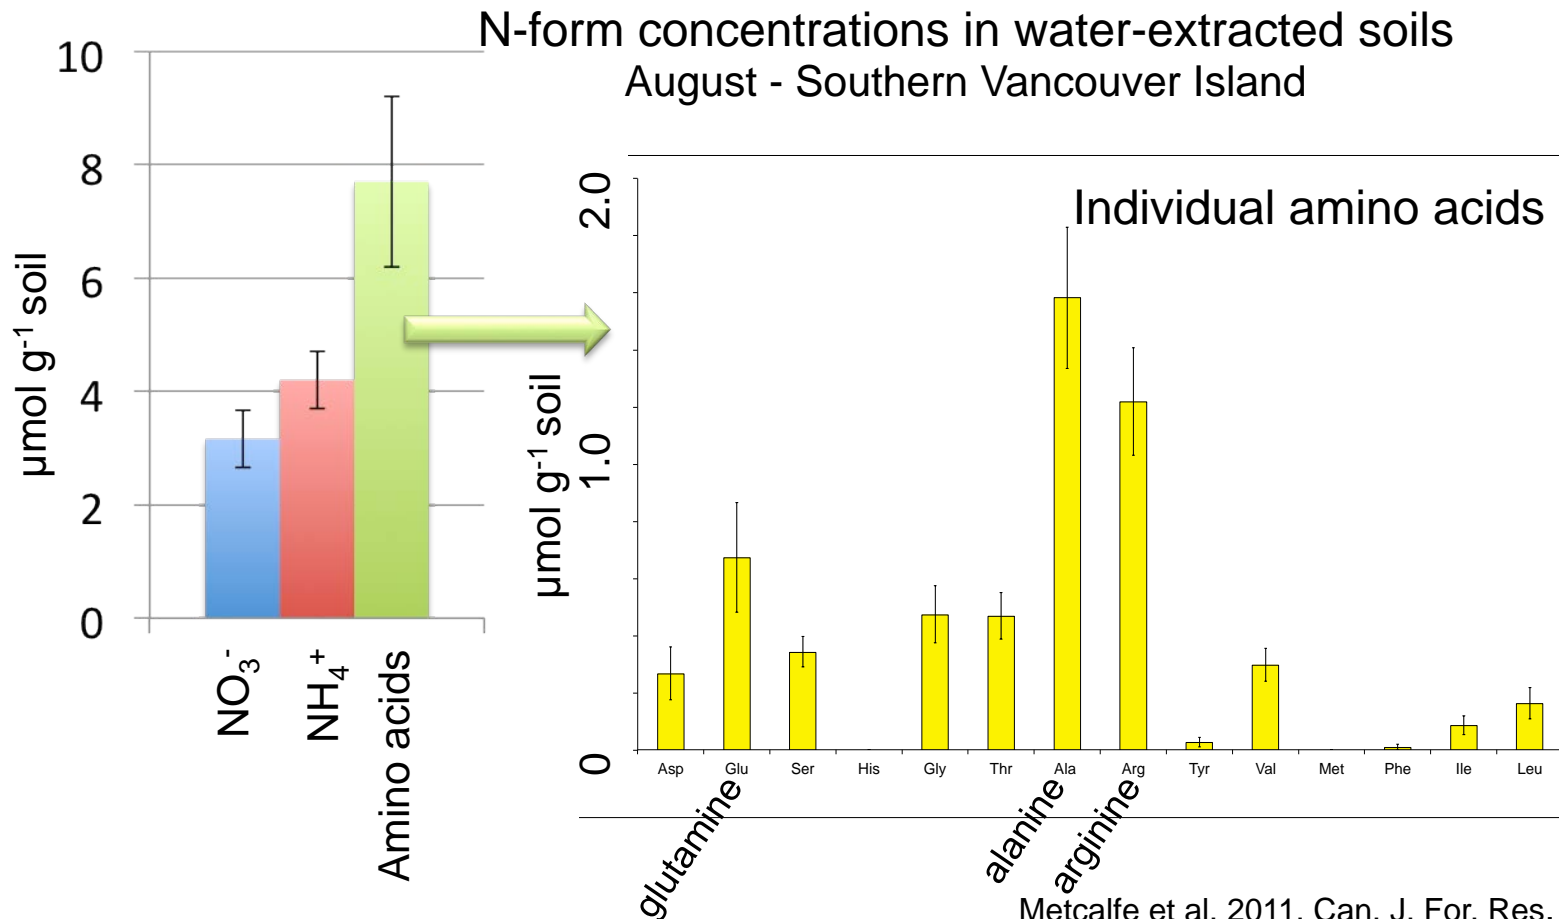 N-form concentrations in water-extracted soils
August - Southern Vancouver Island
10
8
6
4
2
0
µmol g⁻¹ soil
NO₃⁻
NH₄⁺
Amino acids
Individual amino acids
2.0
1.0
0
µmol g⁻¹ soil
Asp Glu Ser His Gly Thr Ala Arg Tyr Val Met Phe Ile Leu
glutamine
alanine
arginine
Metcalfe et al. 2011. Can. J. For. Res.